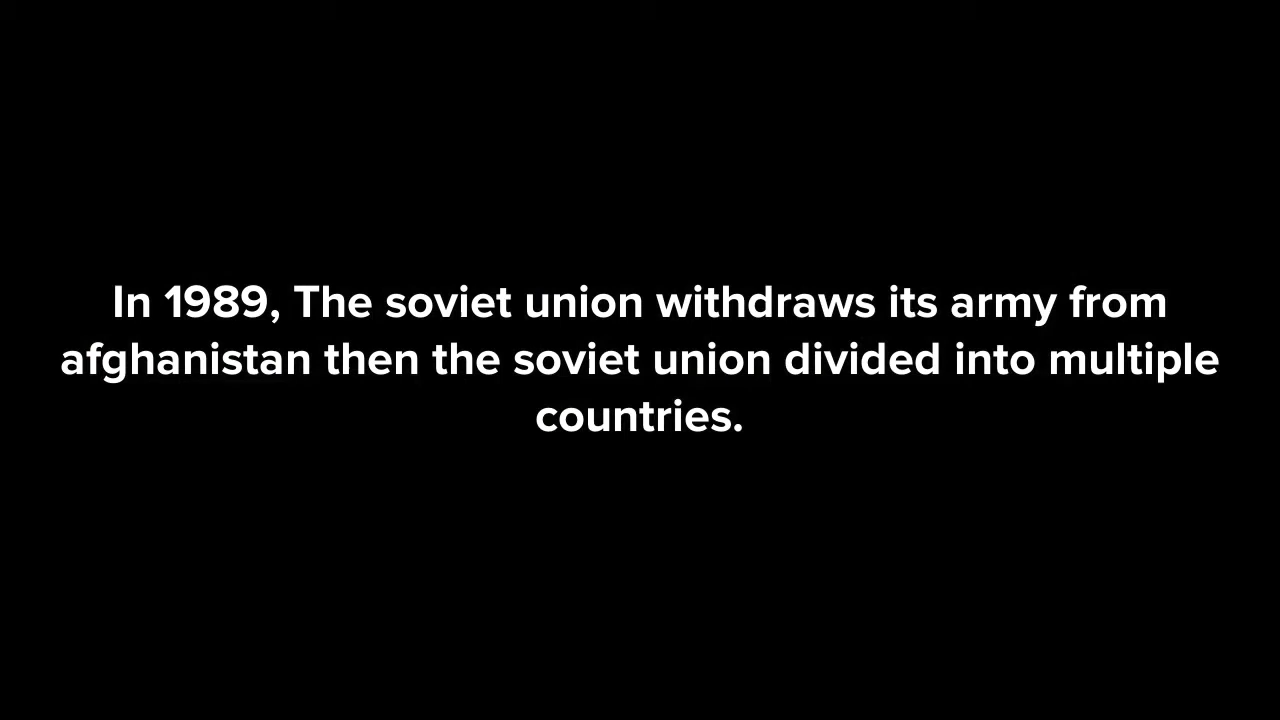 In 1989, The soviet union withdraws its army from
afghanistan then the soviet union divided into multiple
countries.